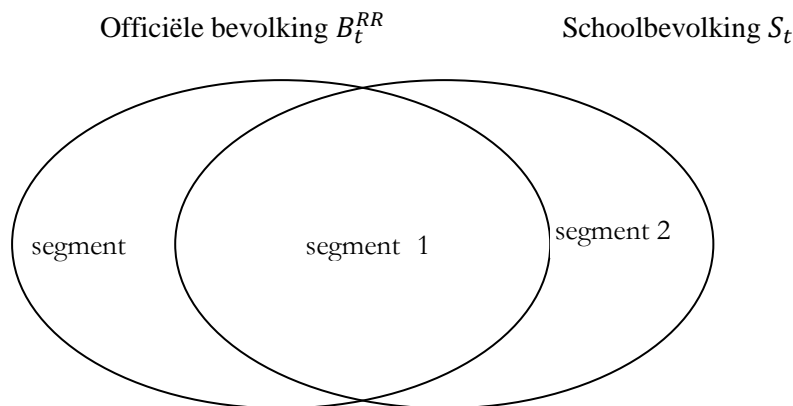 Officiële bevolking $B_t^{RR}$ Schoolbevolking $S_t$
segment segment 1 segment 2